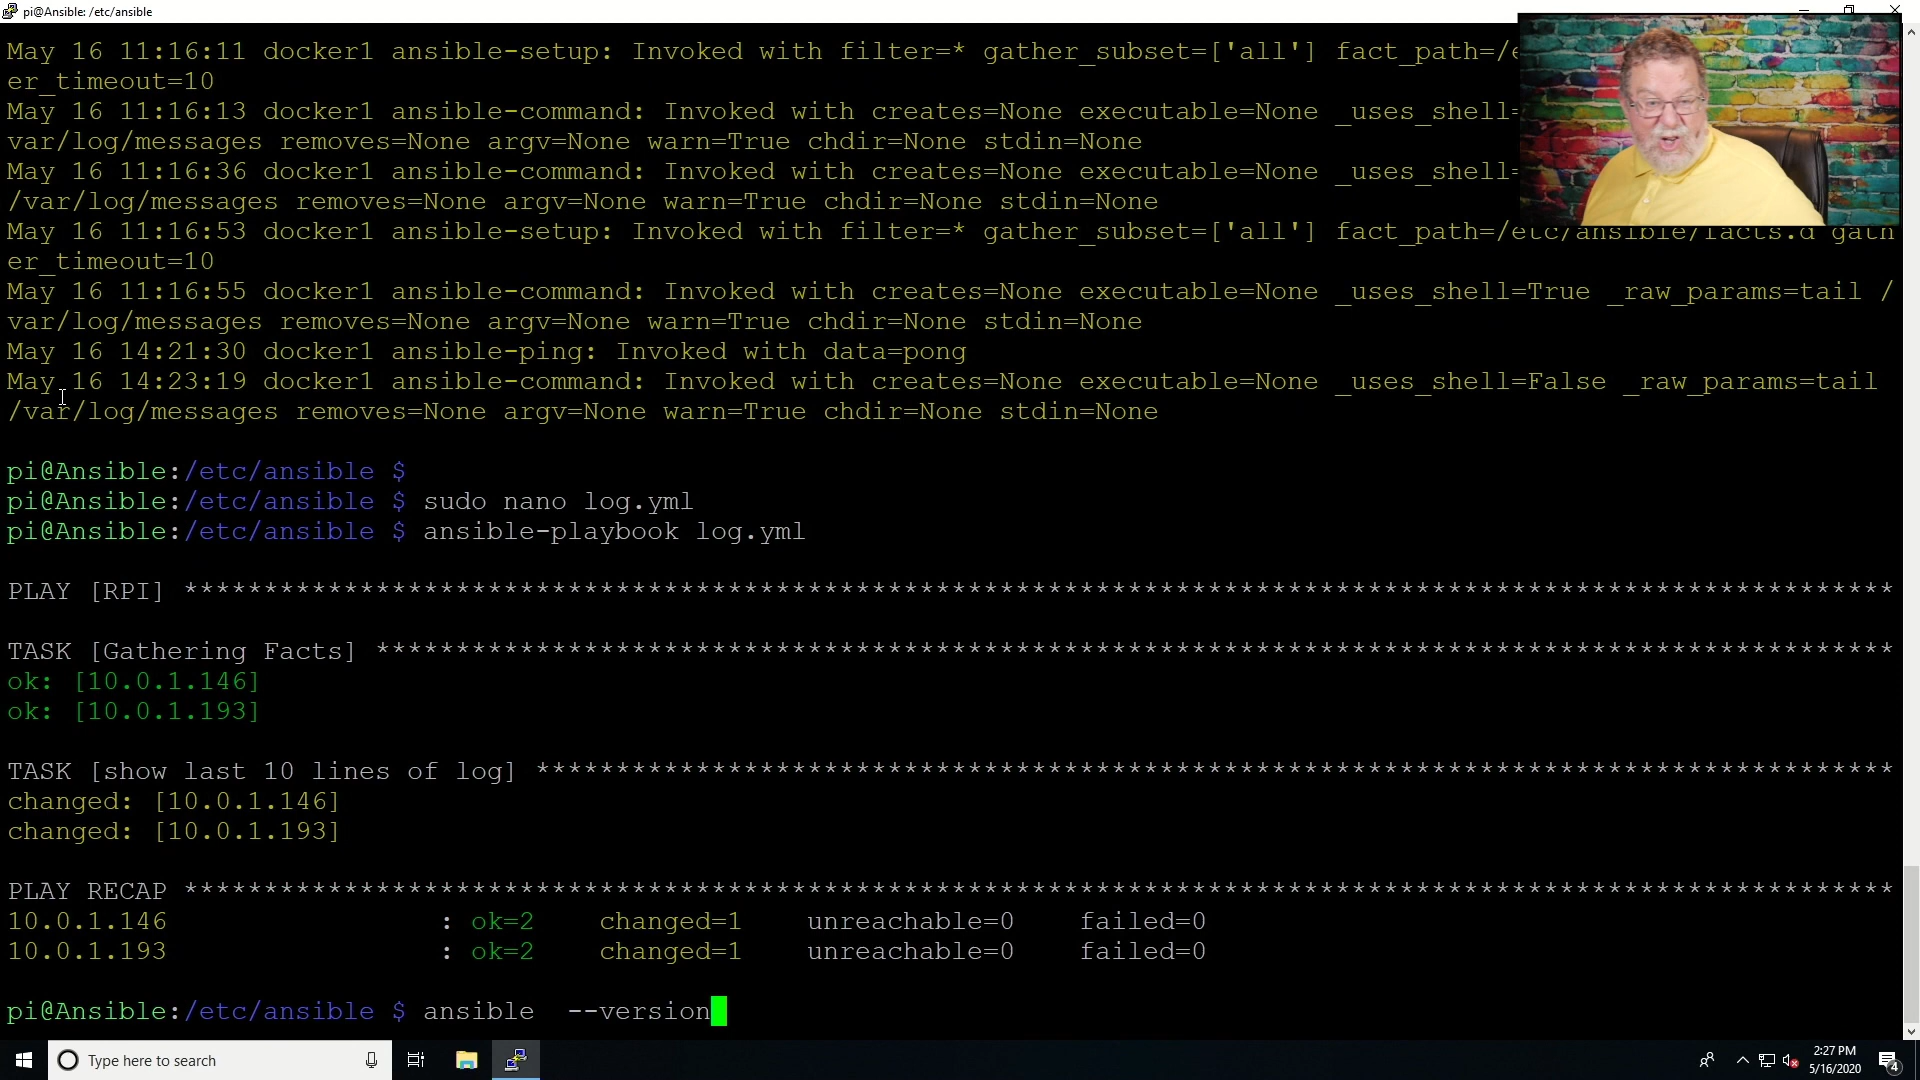 pi@Ansible: /etc/ansible
May 16 11:16:11 docker1 ansible-setup: Invoked with filter=* gather_subset=['all'] fact_path=/e
er_timeout=10
May 16 11:16:13 docker1 ansible-command: Invoked with creates=None executable=None _uses_shell=
var/log/messages removes=None argv=None warn=True chdir=None stdin=None
May 16 11:16:36 docker1 ansible-command: Invoked with creates=None executable=None _uses_shell=
/var/log/messages removes=None argv=None warn=True chdir=None stdin=None
May 16 11:16:53 docker1 ansible-setup: Invoked with filter=* gather_subset=['all'] fact_path=/etc/ansible/facts.d gath
er_timeout=10
May 16 11:16:55 docker1 ansible-command: Invoked with creates=None executable=None _uses_shell=True _raw_params=tail /
var/log/messages removes=None argv=None warn=True chdir=None stdin=None
May 16 14:21:30 docker1 ansible-ping: Invoked with data=pong
May 16 14:23:19 docker1 ansible-command: Invoked with creates=None executable=None _uses_shell=False _raw_params=tail
/var/log/messages removes=None argv=None warn=True chdir=None stdin=None
pi@Ansible:/etc/ansible $
pi@Ansible:/etc/ansible $ sudo nano log.yml
pi@Ansible:/etc/ansible $ ansible-playbook log.yml
PLAY [RPI] ***********************************************************************************************************
TASK [Gathering Facts] ***********************************************************************************************
ok: [10.0.1.146]
ok: [10.0.1.193]
TASK [show last 10 lines of log] *************************************************************************************
changed: [10.0.1.146]
changed: [10.0.1.193]
PLAY RECAP ***********************************************************************************************************
10.0.1.146 : ok=2 changed=1 unreachable=0 failed=0
10.0.1.193 : ok=2 changed=1 unreachable=0 failed=0
pi@Ansible:/etc/ansible $ ansible  --version
Type here to search
2:27 PM
5/16/2020
4